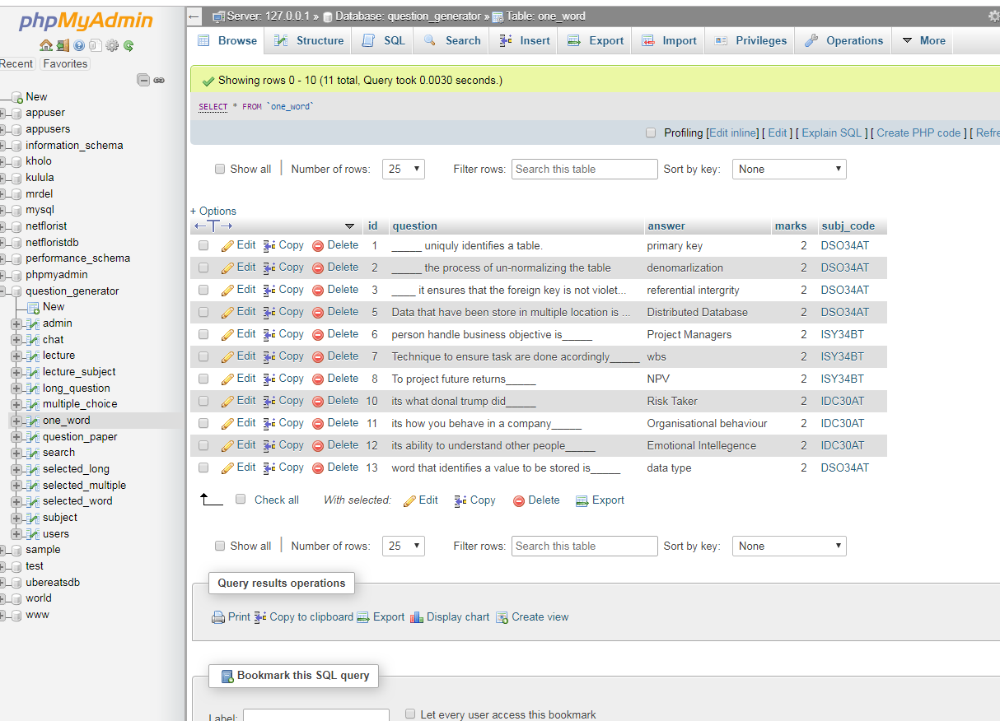 phpMyAdmin
Recent Favorites
New
appuser
appusers
information_schema
kholo
kulula
mrdel
mysql
netflorist
netfloristdb
performance_schema
phpmyadmin
question_generator
New
admin
chat
lecture
lecture_subject
long_question
multiple_choice
one_word
question_paper
search
selected_long
selected_multiple
selected_word
subject
users
sample
test
ubereatsdb
world
www
Server: 127.0.0.1 » Database: question_generator » Table: one_word
Browse Structure SQL Search Insert Export Import Privileges Operations More
Showing rows 0 - 10 (11 total, Query took 0.0030 seconds.)
SELECT * FROM `one_word`
Profiling [Edit inline] [ Edit ] [ Explain SQL ] [ Create PHP code ] [ Refre
Show all Number of rows: 25 Filter rows: Search this table Sort by key: None
+ Options
id question answer marks subj_code
Edit Copy Delete 1 _____ uniquly identifies a table. primary key 2 DSO34AT
Edit Copy Delete 2 _____ the process of un-normalizing the table denomarlization 2 DSO34AT
Edit Copy Delete 3 ____ it ensures that the foreign key is not violet... referential intergrity 2 DSO34AT
Edit Copy Delete 5 Data that have been store in multiple location is ... Distributed Database 2 DSO34AT
Edit Copy Delete 6 person handle business objective is_____ Project Managers 2 ISY34BT
Edit Copy Delete 7 Technique to ensure task are done acordingly_____ wbs 2 ISY34BT
Edit Copy Delete 8 To project future returns_____ NPV 2 ISY34BT
Edit Copy Delete 10 its what donal trump did_____ Risk Taker 2 IDC30AT
Edit Copy Delete 11 its how you behave in a company_____ Organisational behaviour 2 IDC30AT
Edit Copy Delete 12 its ability to understand other people_____ Emotional Intellegence 2 IDC30AT
Edit Copy Delete 13 word that identifies a value to be stored is_____ data type 2 DSO34AT
Check all With selected: Edit Copy Delete Export
Show all Number of rows: 25 Filter rows: Search this table Sort by key: None
Query results operations
Print Copy to clipboard Export Display chart Create view
Bookmark this SQL query
Label: Let every user access this bookmark